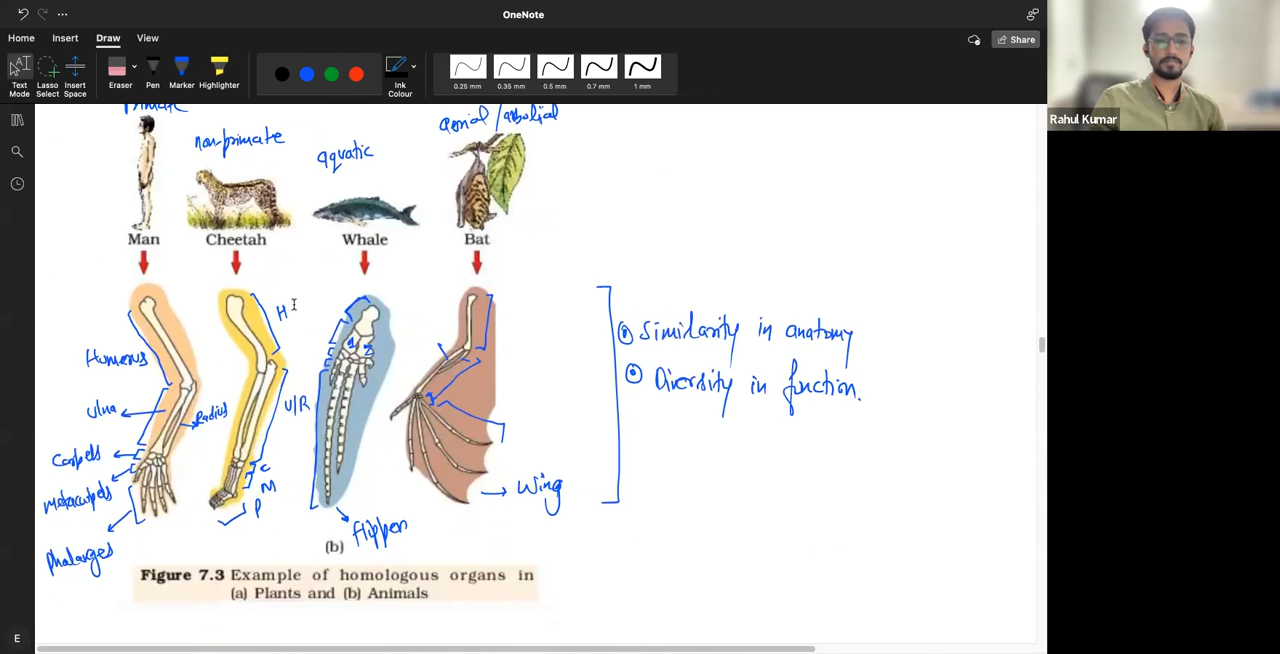 OneNote
Home Insert Draw View
Share
Text Mode
Lasso Select
Insert Space
Eraser
Pen
Marker
Highlighter
Ink Colour
0.25 mm
0.35 mm
0.5 mm
0.7 mm
1 mm
Rahul Kumar
primate
non-primate
aquatic
aerial /
Man
Cheetah
Whale
Bat
H
Humerus
Ulna
Radius
U/R
1 2
Similarity in anatomy
Diversity in function.
Carpels
metacarpels
Phalanges
C
M
P
Flipper
wing
(b)
Figure 7.3 Example of homologous organs in
(a) Plants and (b) Animals
E